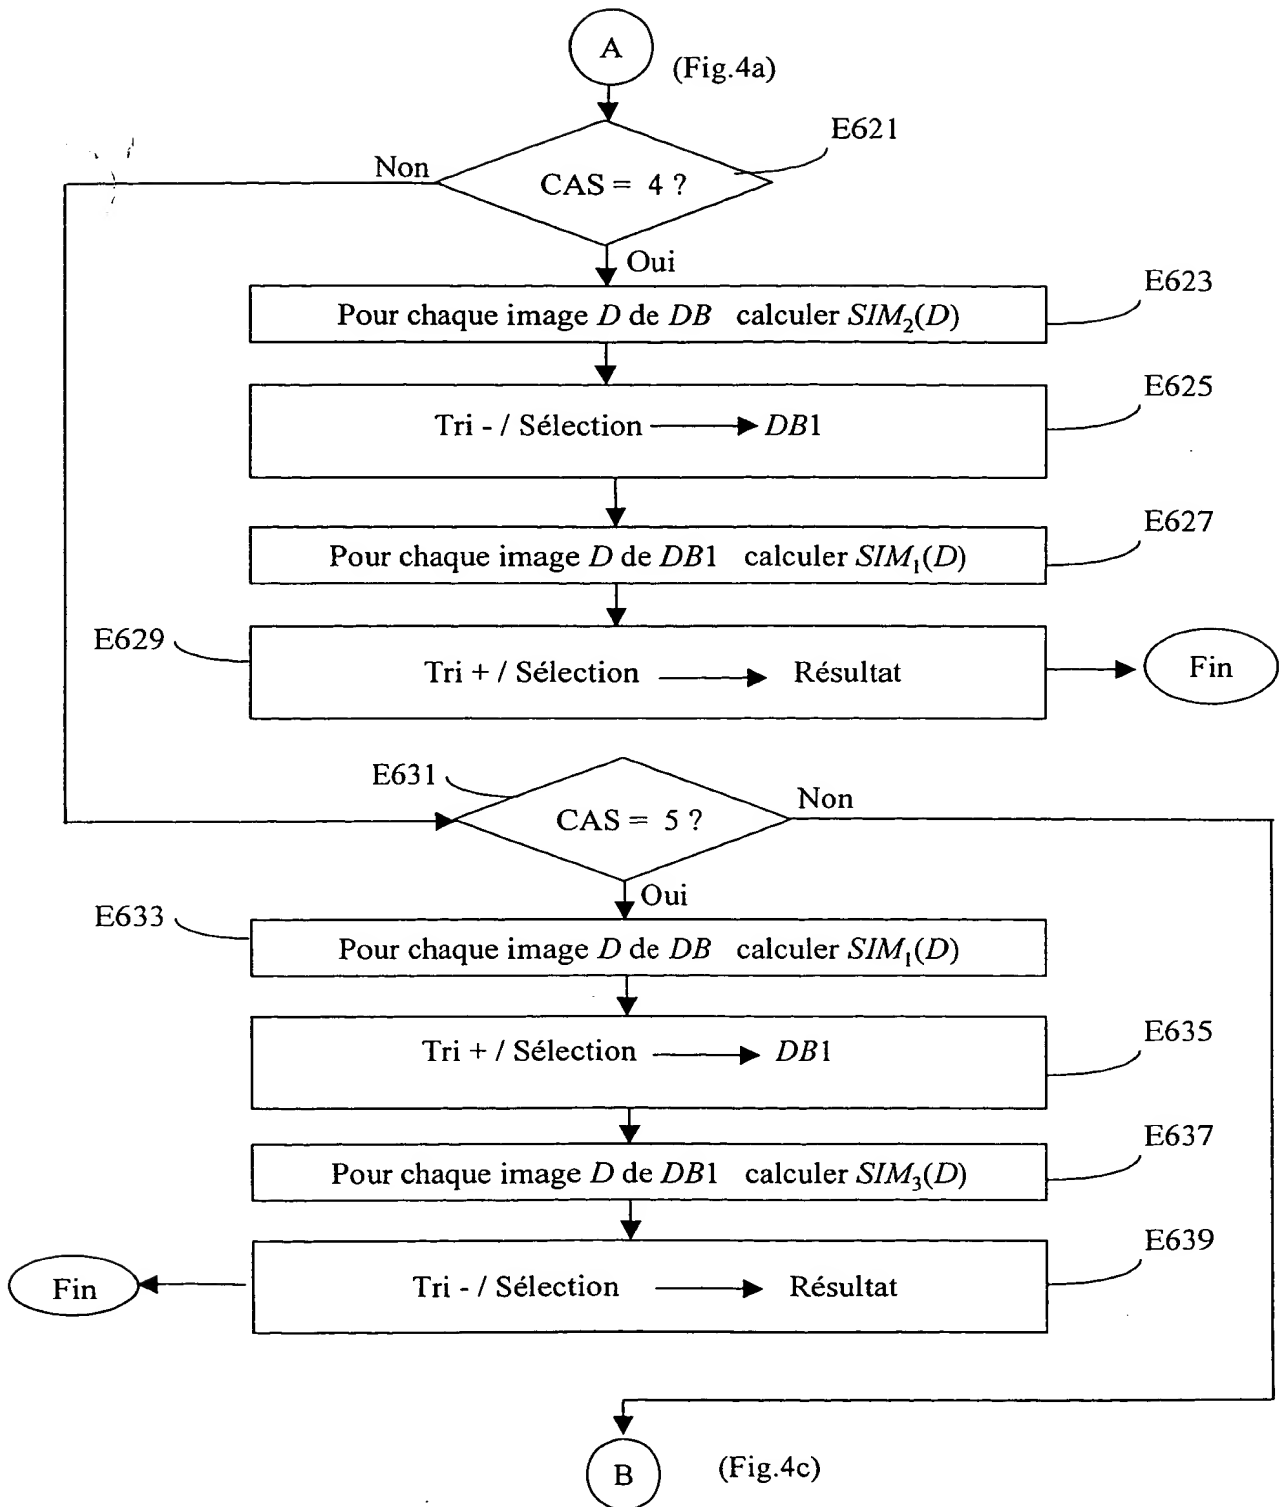 A
(Fig.4a)
E621
Non
CAS = 4 ?
Oui
E623
Pour chaque image D de DB calculer SIM₂(D)
E625
Tri - / Sélection → DB1
E627
Pour chaque image D de DB1 calculer SIM₁(D)
E629
Tri + / Sélection → Résultat
Fin
E631
CAS = 5 ?
Non
Oui
E633
Pour chaque image D de DB calculer SIM₁(D)
E635
Tri + / Sélection → DB1
E637
Pour chaque image D de DB1 calculer SIM₃(D)
E639
Tri - / Sélection → Résultat
Fin
B
(Fig.4c)